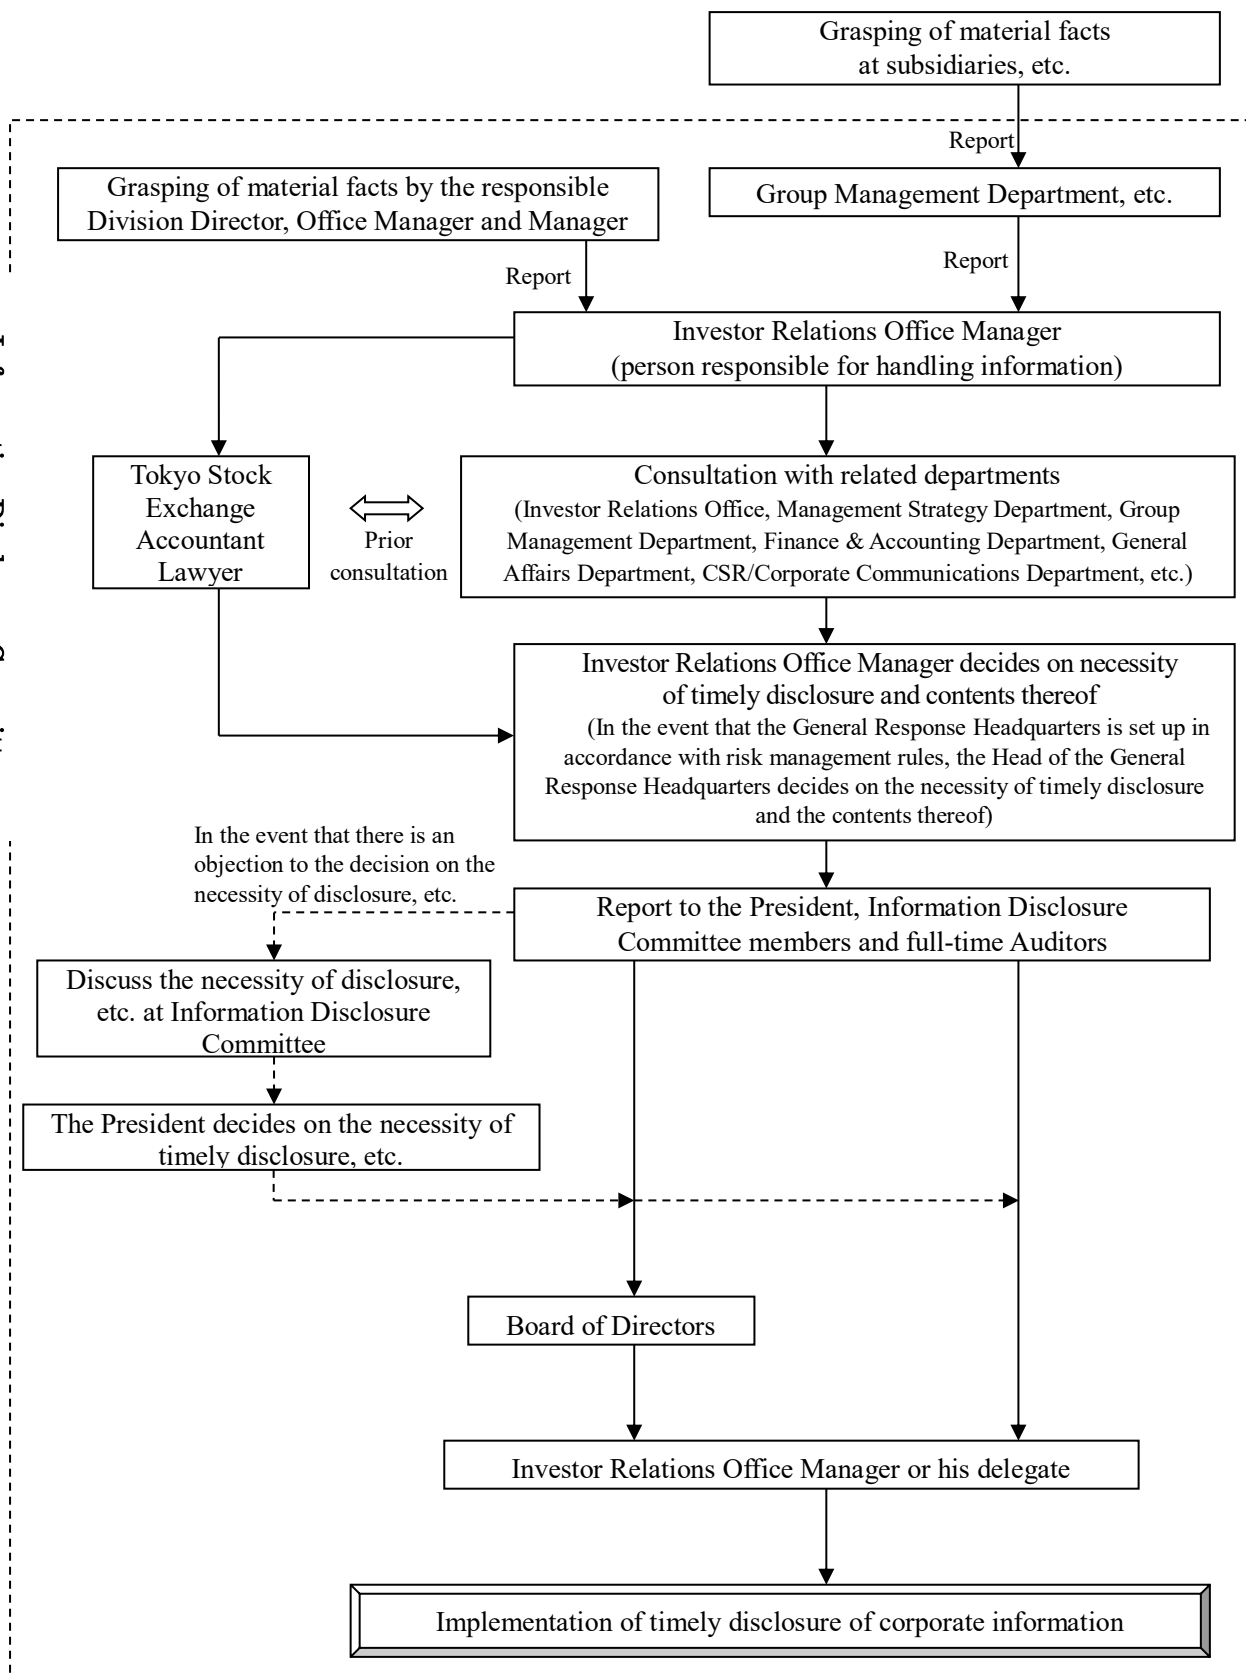 Grasping of material facts
at subsidiaries, etc.
Report
Grasping of material facts by the responsible
Division Director, Office Manager and Manager
Group Management Department, etc.
Report
Report
Investor Relations Office Manager
(person responsible for handling information)
Tokyo Stock
Exchange
Accountant
Lawyer
Prior
consultation
Consultation with related departments
(Investor Relations Office, Management Strategy Department, Group
Management Department, Finance & Accounting Department, General
Affairs Department, CSR/Corporate Communications Department, etc.)
Investor Relations Office Manager decides on necessity
of timely disclosure and contents thereof
(In the event that the General Response Headquarters is set up in
accordance with risk management rules, the Head of the General
Response Headquarters decides on the necessity of timely disclosure
and the contents thereof)
In the event that there is an
objection to the decision on the
necessity of disclosure, etc.
Report to the President, Information Disclosure
Committee members and full-time Auditors
Discuss the necessity of disclosure,
etc. at Information Disclosure
Committee
The President decides on the necessity of
timely disclosure, etc.
Board of Directors
Investor Relations Office Manager or his delegate
Implementation of timely disclosure of corporate information